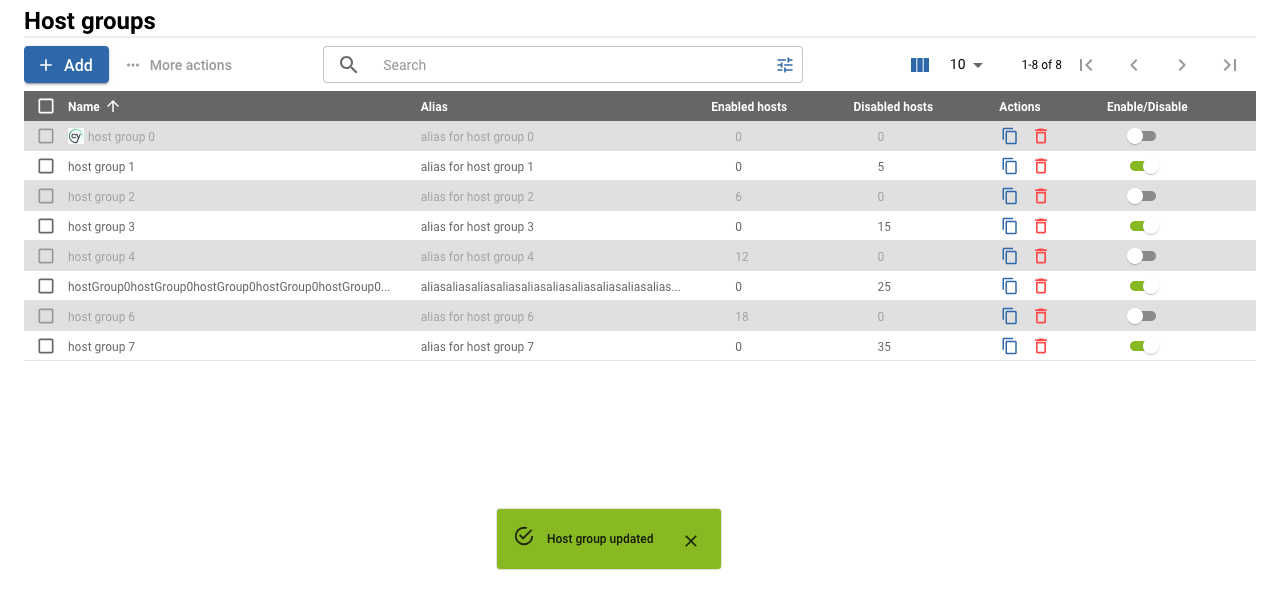 Host groups
Add
More actions
Search
10
1-8 of 8
Name Alias Enabled hosts Disabled hosts Actions Enable/Disable
cy host group 0 alias for host group 0 0 0
host group 1 alias for host group 1 0 5
host group 2 alias for host group 2 6 0
host group 3 alias for host group 3 0 15
host group 4 alias for host group 4 12 0
hostGroup0hostGroup0hostGroup0hostGroup0hostGroup0... aliasaliasaliasaliasaliasaliasaliasaliasaliasalias... 0 25
host group 6 alias for host group 6 18 0
host group 7 alias for host group 7 0 35
Host group updated